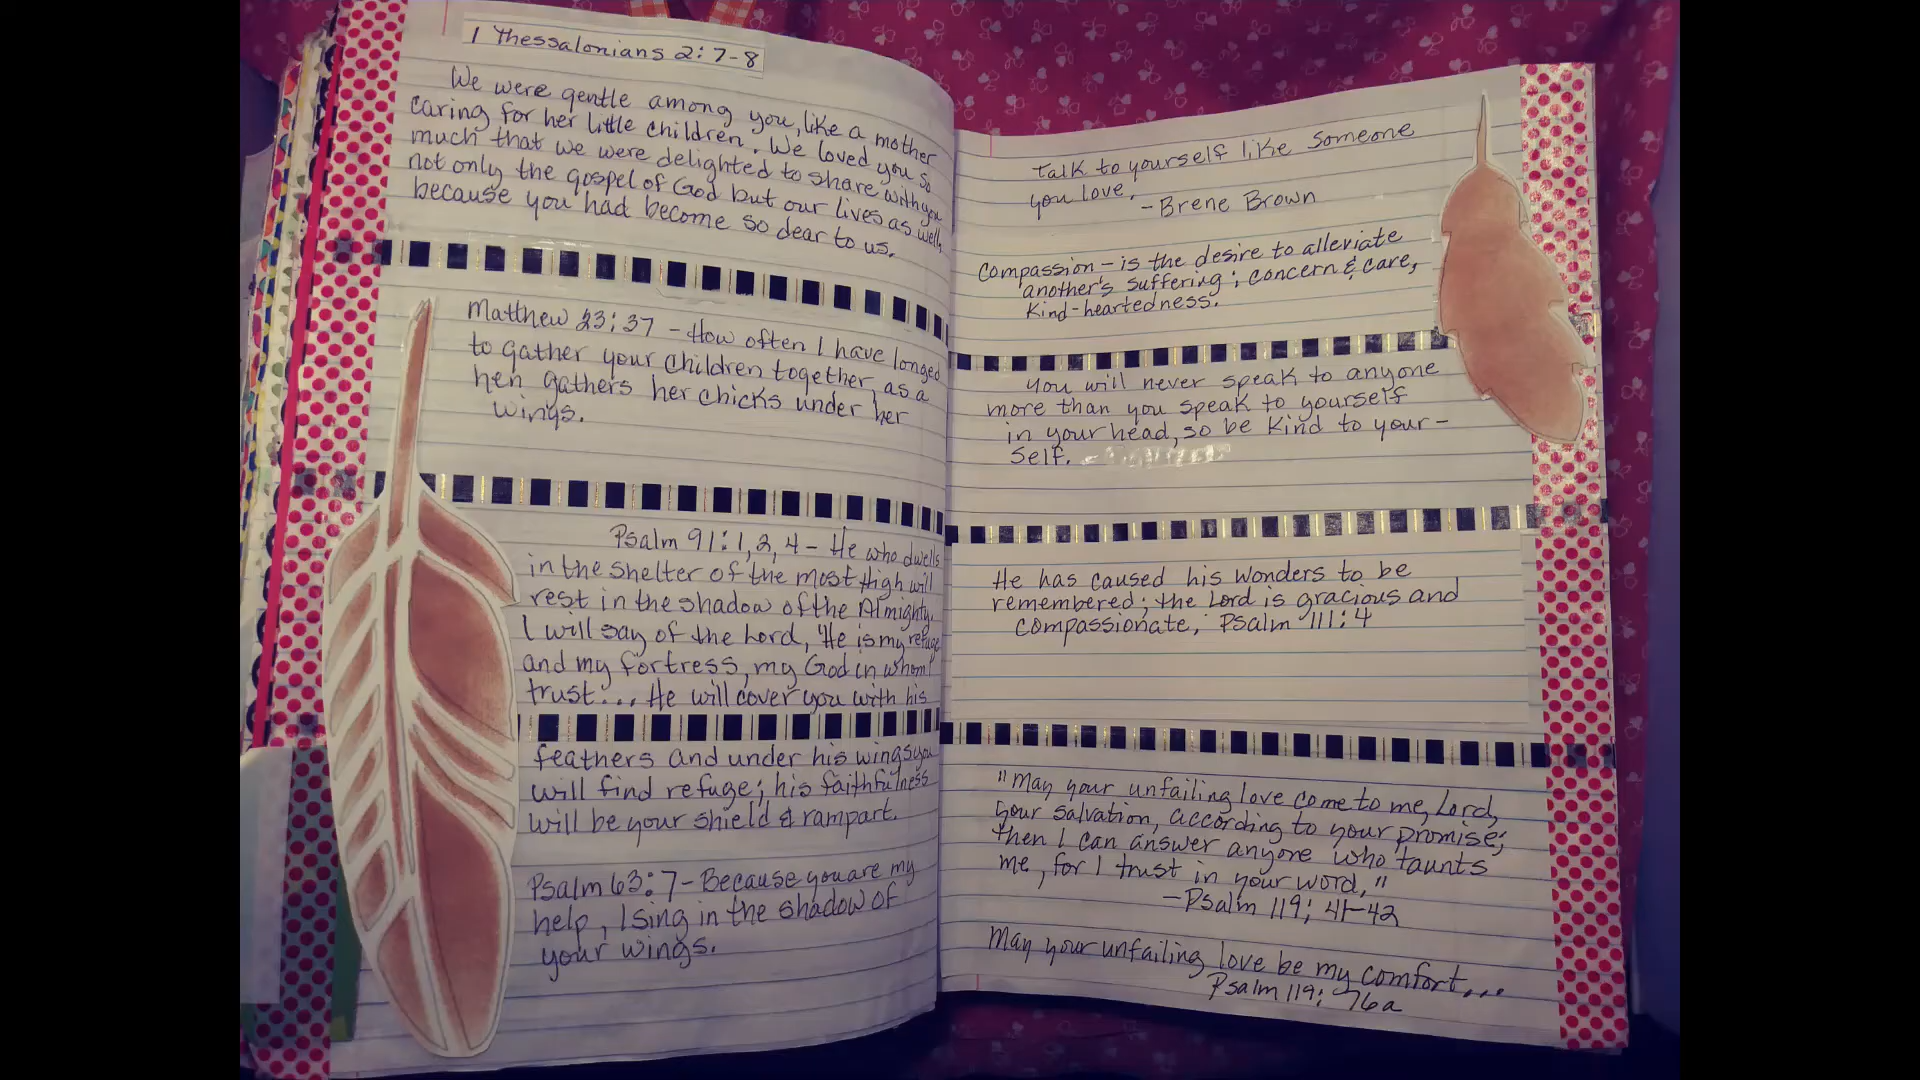 1 Thessalonians 2:7-8
We were gentle among you, like a mother
caring for her little children. We loved you so
much that we were delighted to share with you
not only the gospel of God but our lives as well,
because you had become so dear to us.
Matthew 23:37 - How often I have longed
to gather your children together, as a
hen gathers her chicks under her
wings.
Psalm 91:1,2,4 - He who dwells
in the shelter of the most High will
rest in the shadow of the Almighty.
I will say of the Lord, "He is my refuge
and my fortress, my God in whom I
trust"... He will cover you with his
feathers and under his wings you
will find refuge; his faithfulness
will be your shield & rampart.
Psalm 63:7 - Because you are my
help, I sing in the shadow of
your wings.
Talk to yourself like someone
you love.
- Brene Brown
Compassion - is the desire to alleviate
another's suffering; concern & care,
kind-heartedness.
You will never speak to anyone
more than you speak to yourself
in your head, so be kind to your-
self.
He has caused his wonders to be
remembered; the Lord is gracious and
compassionate, Psalm 111:4
"May your unfailing love come to me, Lord,
your salvation, according to your promise;
then I can answer anyone who taunts
me, for I trust in your word,"
- Psalm 119: 41-42
May your unfailing love be my comfort...
Psalm 119: 76a